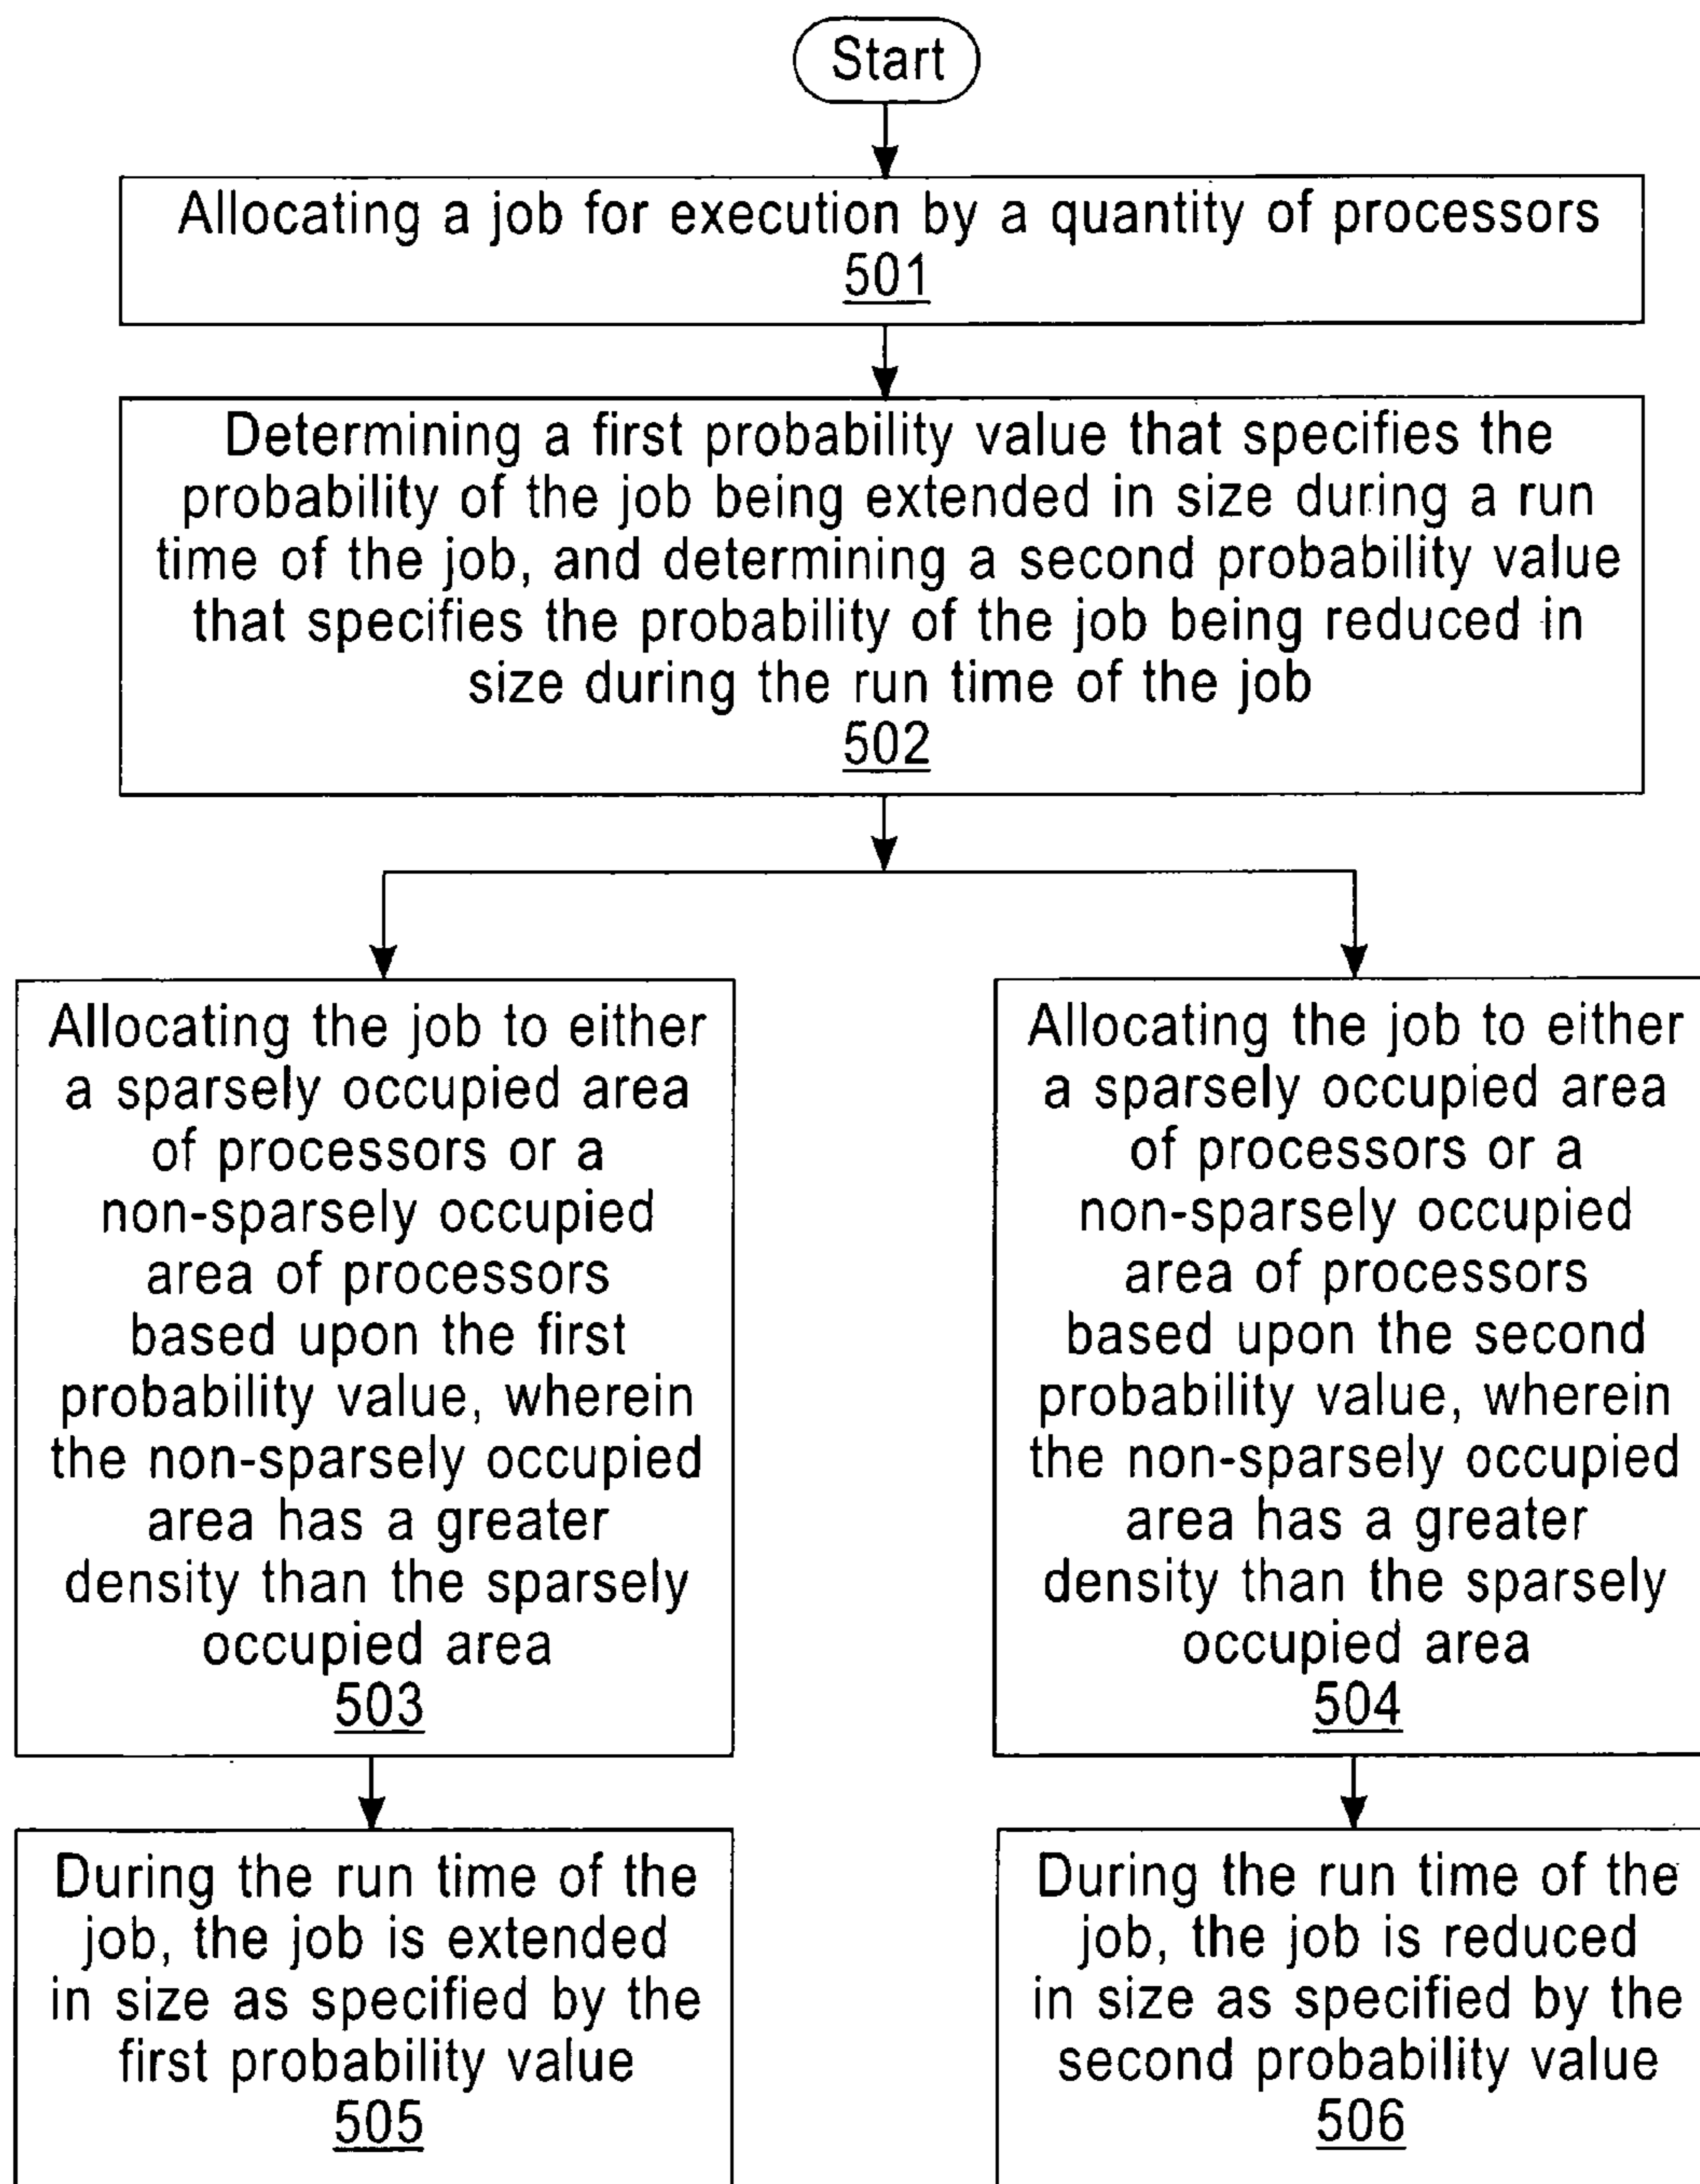 Start
Allocating a job for execution by a quantity of processors
501
Determining a first probability value that specifies the
probability of the job being extended in size during a run
time of the job, and determining a second probability value
that specifies the probability of the job being reduced in
size during the run time of the job
502
Allocating the job to either
a sparsely occupied area
of processors or a
non-sparsely occupied
area of processors
based upon the first
probability value, wherein
the non-sparsely occupied
area has a greater
density than the sparsely
occupied area
503
Allocating the job to either
a sparsely occupied area
of processors or a
non-sparsely occupied
area of processors
based upon the second
probability value, wherein
the non-sparsely occupied
area has a greater
density than the sparsely
occupied area
504
During the run time of the
job, the job is extended
in size as specified by the
first probability value
505
During the run time of the
job, the job is reduced
in size as specified by the
second probability value
506